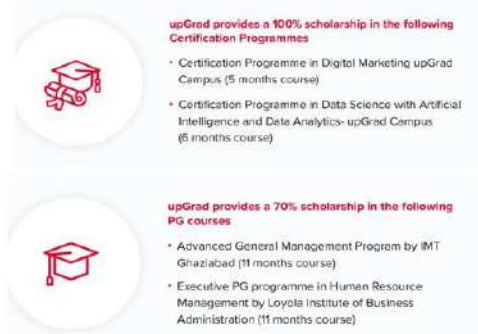 upGrad provides a 100% scholarship in the following
Certification Programmes
• Certification Programme in Digital Marketing upGrad
Campus (5 months course)
• Certification Programme in Data Science with Artificial
Intelligence and Data Analytics- upGrad Campus
(6 months course)
upGrad provides a 70% scholarship in the following
PG courses
• Advanced General Management Program by IMT
Ghaziabad (11 months course)
• Executive PG programme in Human Resource
Management by Loyola Institute of Business
Administration (11 months course)